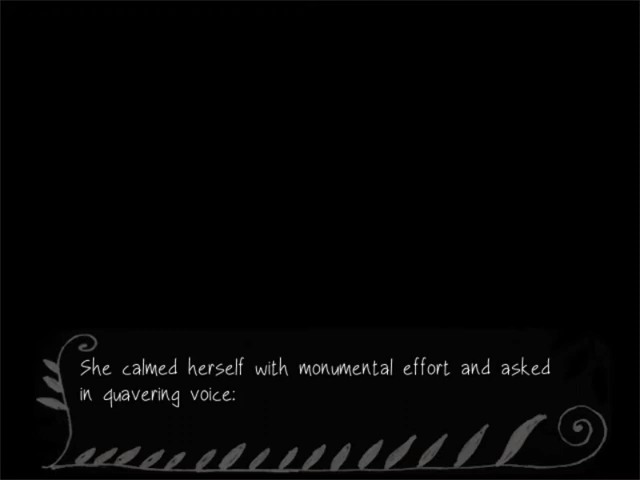 She calmed herself with monumental effort and asked
in quavering voice: